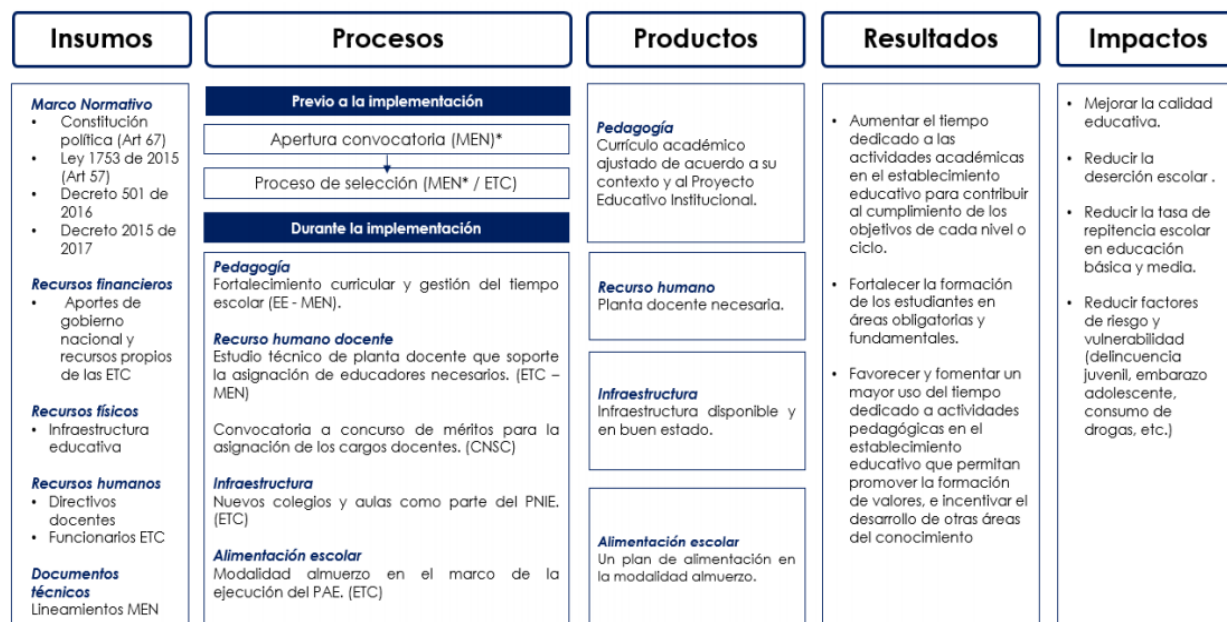 Insumos
Procesos
Productos
Resultados
Impactos
Marco Normativo
• Constitución
política (Art 67)
• Ley 1753 de 2015
(Art 57)
• Decreto 501 de
2016
• Decreto 2015 de
2017
Recursos financieros
• Aportes de
gobierno
nacional y
recursos propios
de las ETC
Recursos físicos
• Infraestructura
educativa
Recursos humanos
• Directivos
docentes
• Funcionarios ETC
Documentos
técnicos
Lineamientos MEN
Previo a la implementación
Apertura convocatoria (MEN)*
Proceso de selección (MEN* / ETC)
Durante la implementación
Pedagogía
Fortalecimiento curricular y gestión del tiempo
escolar (EE - MEN).
Recurso humano docente
Estudio técnico de planta docente que soporte
la asignación de educadores necesarios. (ETC –
MEN)
Convocatoria a concurso de méritos para la
asignación de los cargos docentes. (CNSC)
Infraestructura
Nuevos colegios y aulas como parte del PNIE.
(ETC)
Alimentación escolar
Modalidad almuerzo en el marco de la
ejecución del PAE. (ETC)
Pedagogía
Currículo académico
ajustado de acuerdo a su
contexto y al Proyecto
Educativo Institucional.
Recurso humano
Planta docente necesaria.
Infraestructura
Infraestructura disponible y
en buen estado.
Alimentación escolar
Un plan de alimentación en
la modalidad almuerzo.
• Aumentar el tiempo
dedicado a las
actividades académicas
en el establecimiento
educativo para contribuir
al cumplimiento de los
objetivos de cada nivel o
ciclo.
• Fortalecer la formación
de los estudiantes en
áreas obligatorias y
fundamentales.
• Favorecer y fomentar un
mayor uso del tiempo
dedicado a actividades
pedagógicas en el
establecimiento
educativo que permitan
promover la formación
de valores, e incentivar el
desarrollo de otras áreas
del conocimiento
• Mejorar la calidad
educativa.
• Reducir la
deserción escolar .
• Reducir la tasa de
repitencia escolar
en educación
básica y media.
• Reducir factores
de riesgo y
vulnerabilidad
(delincuencia
juvenil, embarazo
adolescente,
consumo de
drogas, etc.)